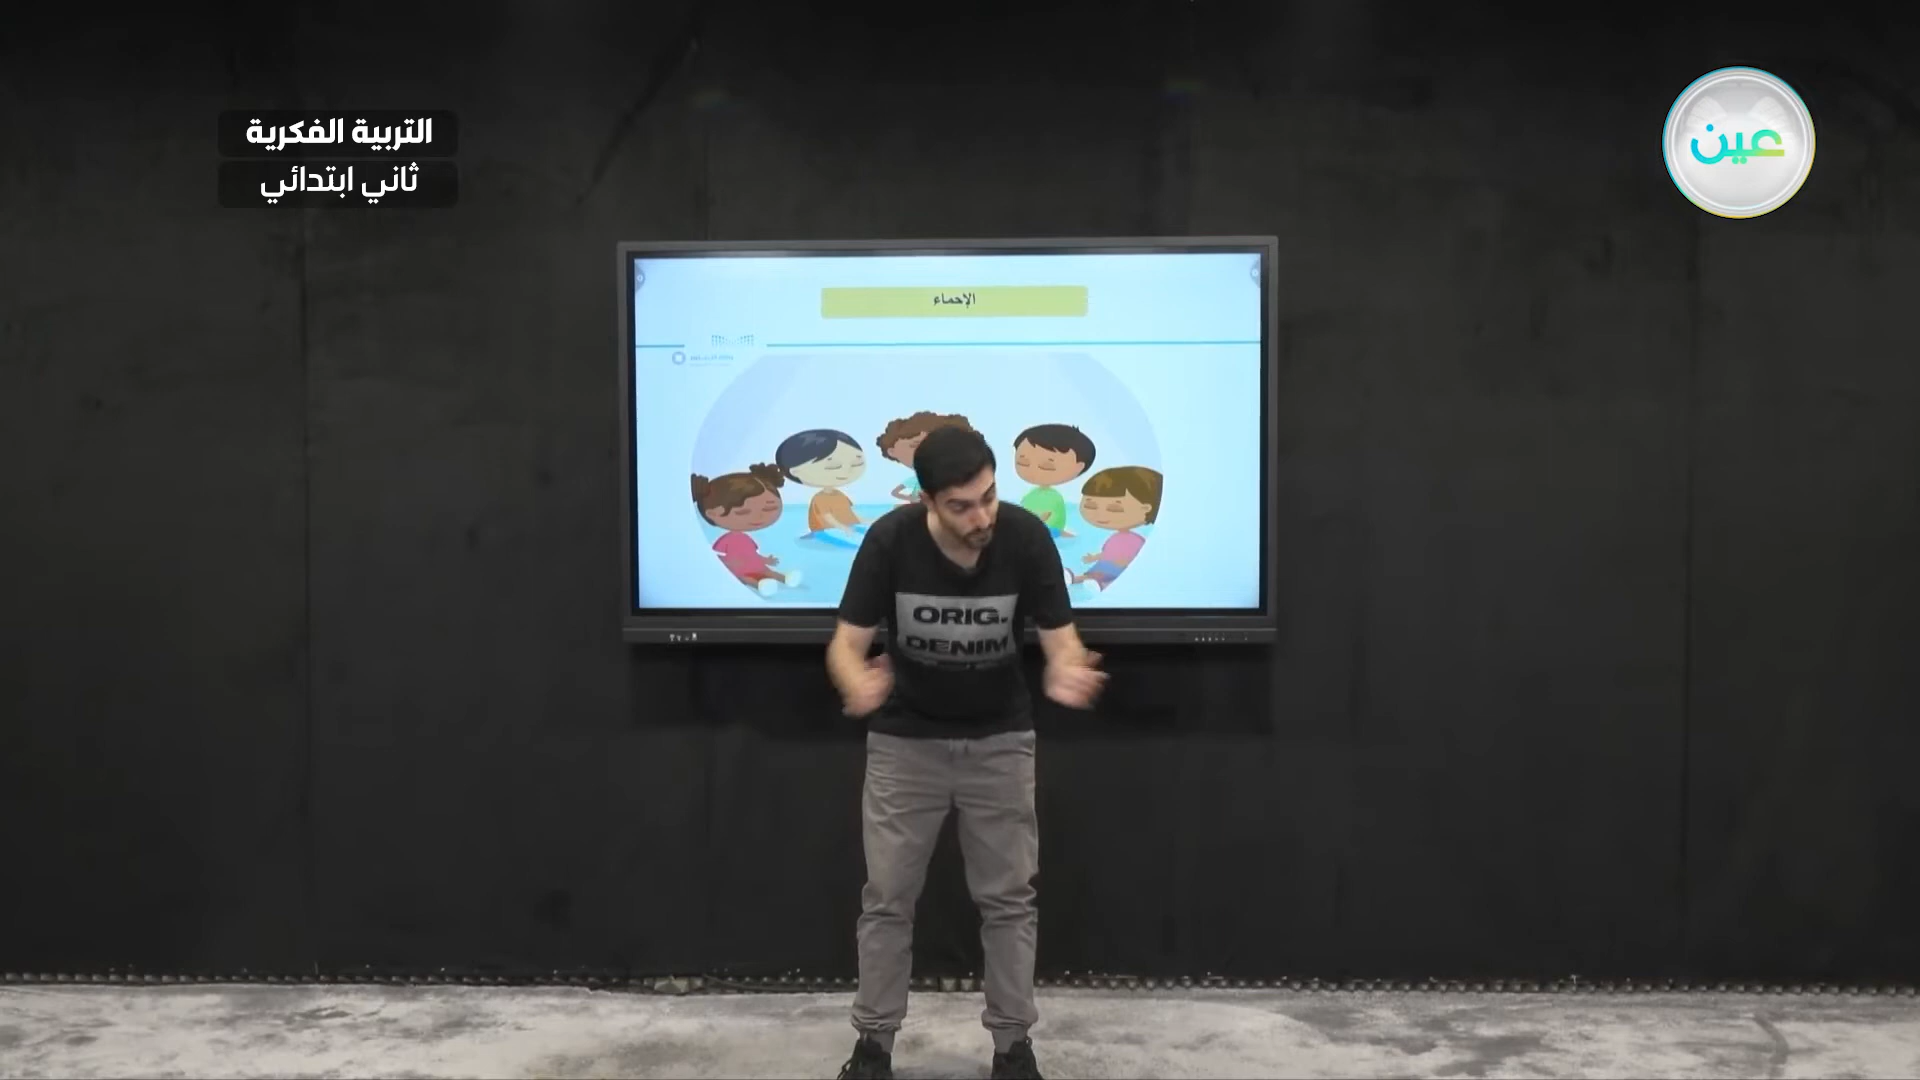 التربية الفكرية
ثاني ابتدائي
عين
الإحماء
ORIG.
DENIM